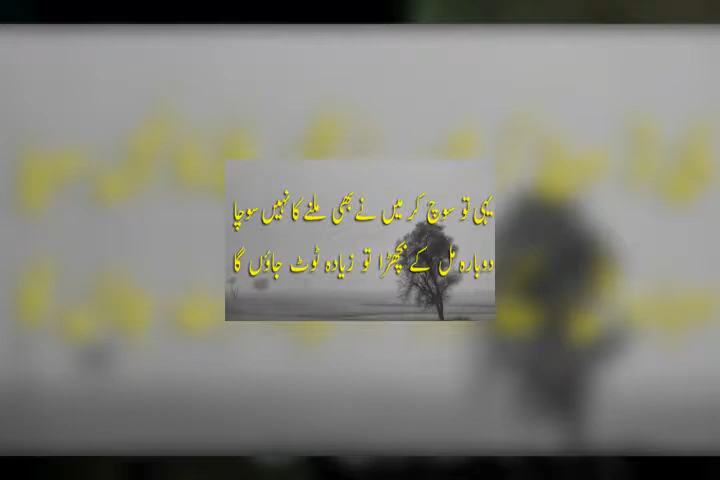 یہی تو سوچ کر میں نے بھی ملنے کا نہیں سوچا
دوبارہ مل کے بچھڑا تو زیادہ ٹوٹ جاؤں گا